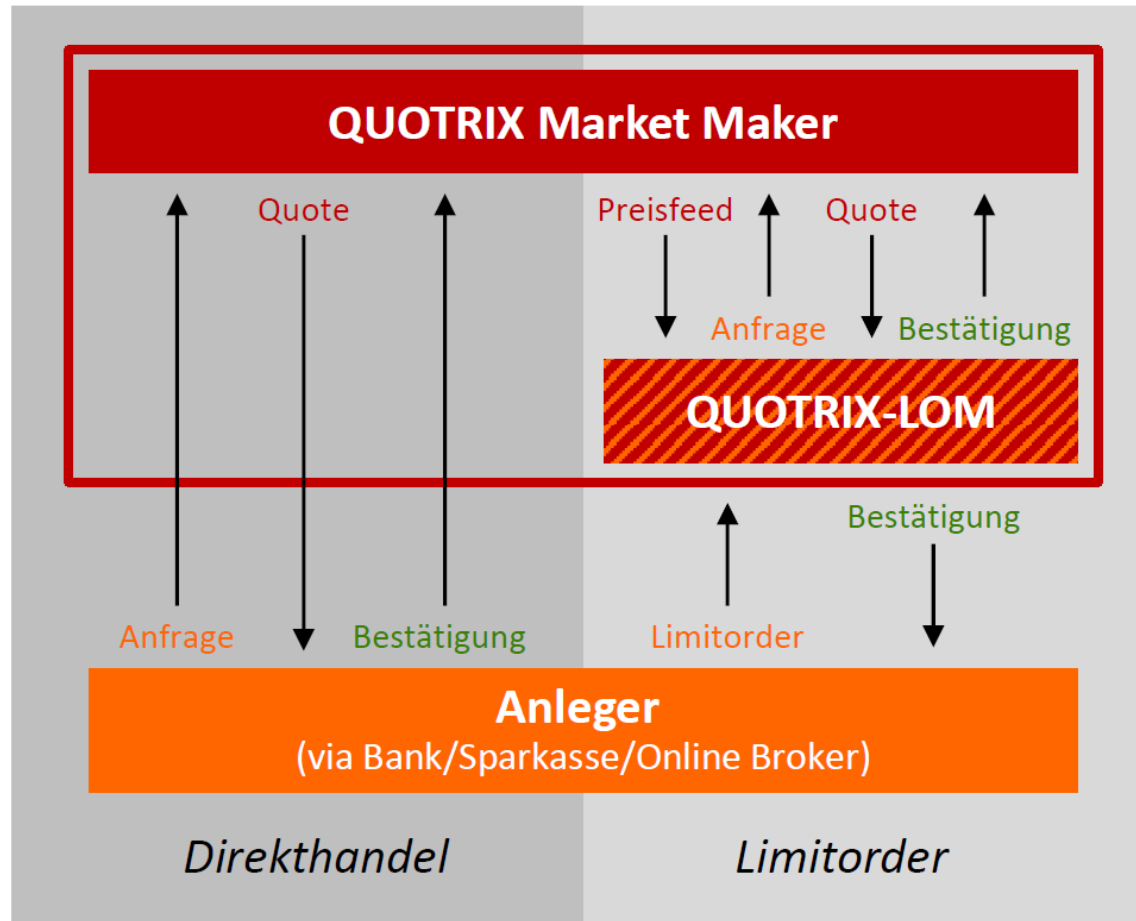 QUOTRIX Market Maker
Quote
Preisfeed
Quote
Anfrage
Bestätigung
QUOTRIX-LOM
Bestätigung
Anfrage
Bestätigung
Limitorder
Anleger
(via Bank/Sparkasse/Online Broker)
Direkthandel
Limitorder